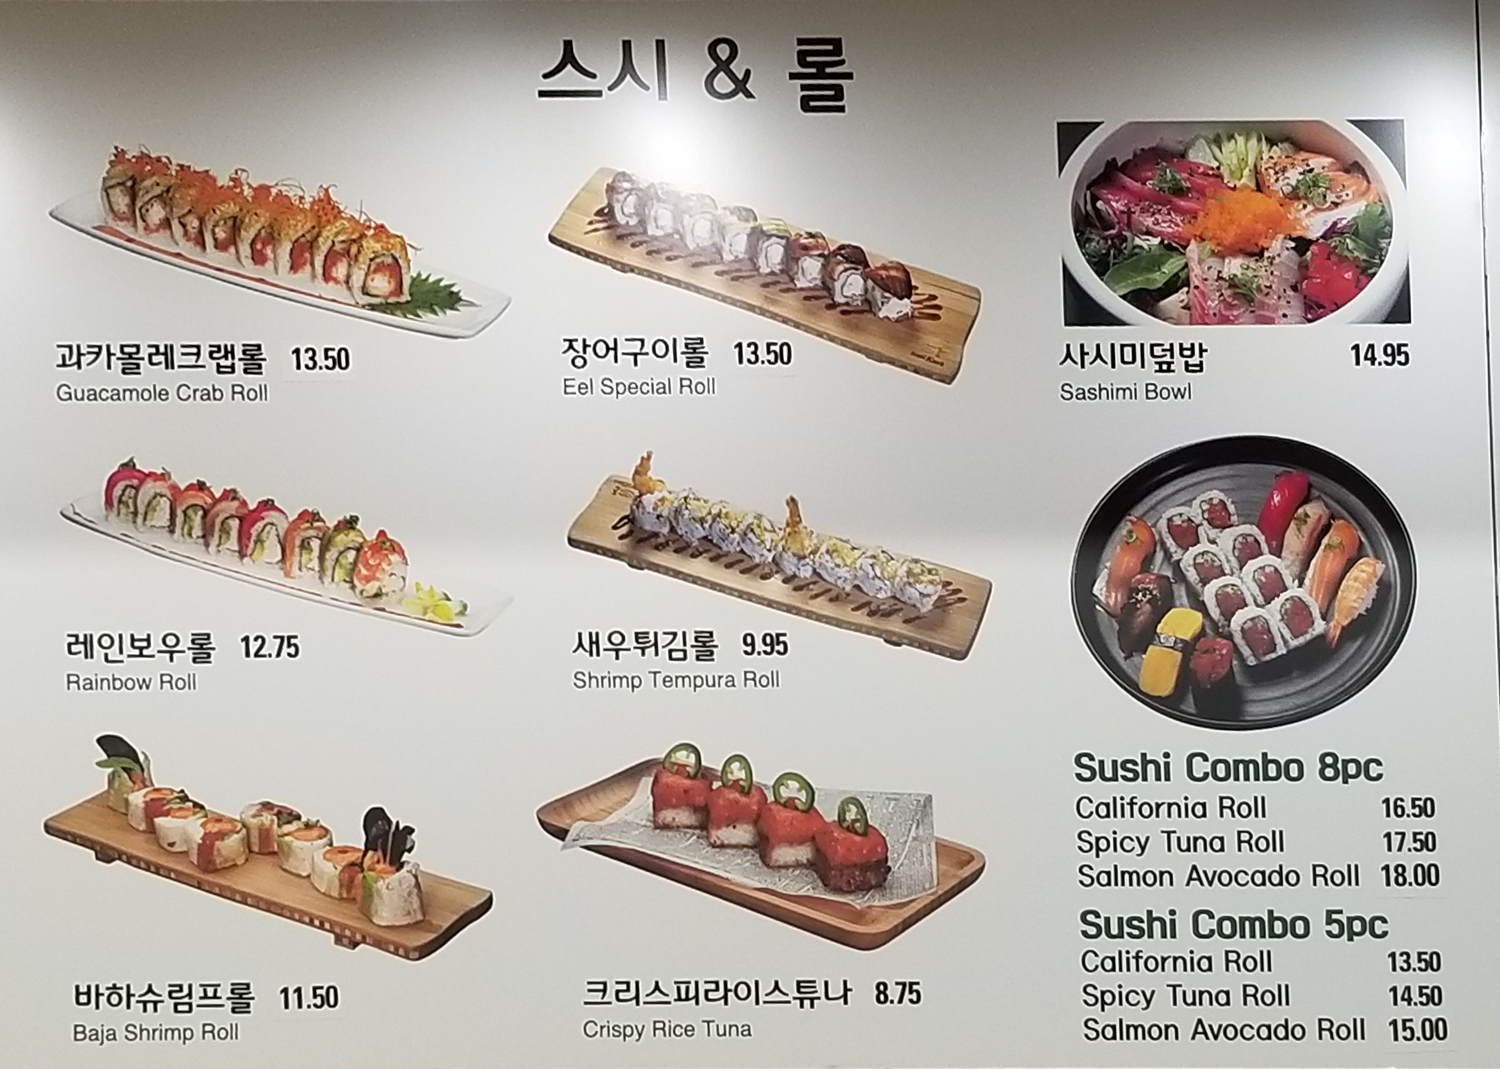 스시 & 롤
과카몰레크랩롤 13.50
Guacamole Crab Roll
장어구이롤 13.50
Eel Special Roll
사시미덮밥 14.95
Sashimi Bowl
레인보우롤 12.75
Rainbow Roll
새우튀김롤 9.95
Shrimp Tempura Roll
바하슈림프롤 11.50
Baja Shrimp Roll
크리스피라이스튜나 8.75
Crispy Rice Tuna
Sushi Combo 8pc
California Roll 16.50
Spicy Tuna Roll 17.50
Salmon Avocado Roll 18.00
Sushi Combo 5pc
California Roll 13.50
Spicy Tuna Roll 14.50
Salmon Avocado Roll 15.00